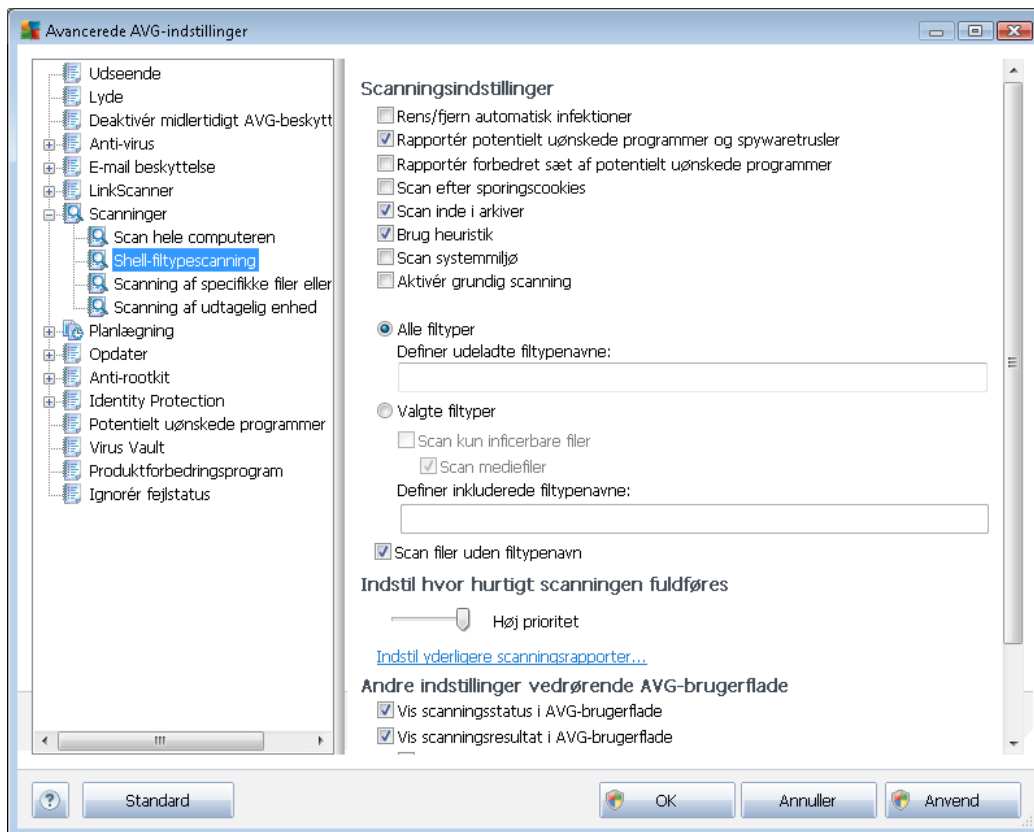 Avancerede AVG-indstillinger
Udseende
Lyde
Deaktivér midlertidigt AVG-beskytt
Anti-virus
E-mail beskyttelse
LinkScanner
Scanninger
Scan hele computeren
Shell-filtypescanning
Scanning af specifikke filer eller
Scanning af udtagelig enhed
Planlægning
Opdater
Anti-rootkit
Identity Protection
Potentielt uønskede programmer
Virus Vault
Produktforbedringsprogram
Ignorér fejlstatus
Scanningsindstillinger
Rens/fjern automatisk infektioner
Rapportér potentielt uønskede programmer og spywaretrusler
Rapportér forbedret sæt af potentielt uønskede programmer
Scan efter sporingscookies
Scan inde i arkiver
Brug heuristik
Scan systemmiljø
Aktivér grundig scanning
Alle filtyper
Definer udeladte filtypenavne:
Valgte filtyper
Scan kun inficerbare filer
Scan mediefiler
Definer inkluderede filtypenavne:
Scan filer uden filtypenavn
Indstil hvor hurtigt scanningen fuldføres
Høj prioritet
Indstil yderligere scanningsrapporter...
Andre indstillinger vedrørende AVG-brugerflade
Vis scanningsstatus i AVG-brugerflade
Vis scanningsresultat i AVG-brugerflade
? Standard OK Annuller Anvend